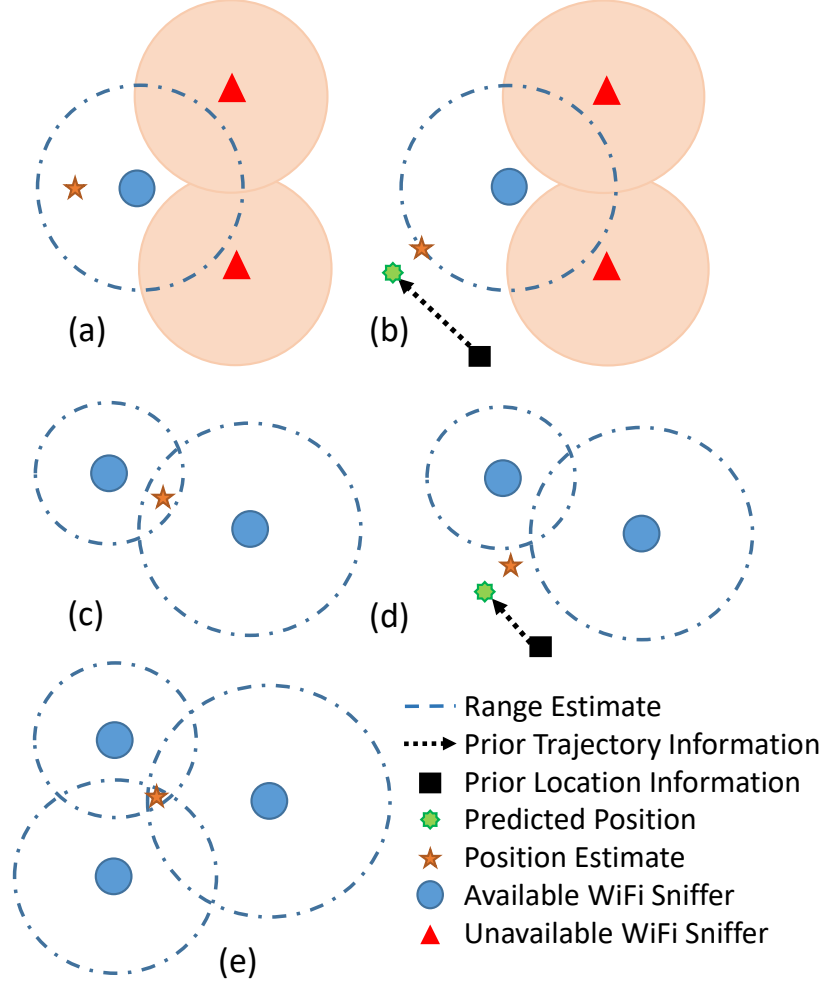 (a)
(b)
(c)
(d)
Range Estimate
Prior Trajectory Information
Prior Location Information
Predicted Position
Position Estimate
Available WiFi Sniffer
Unavailable WiFi Sniffer
(e)